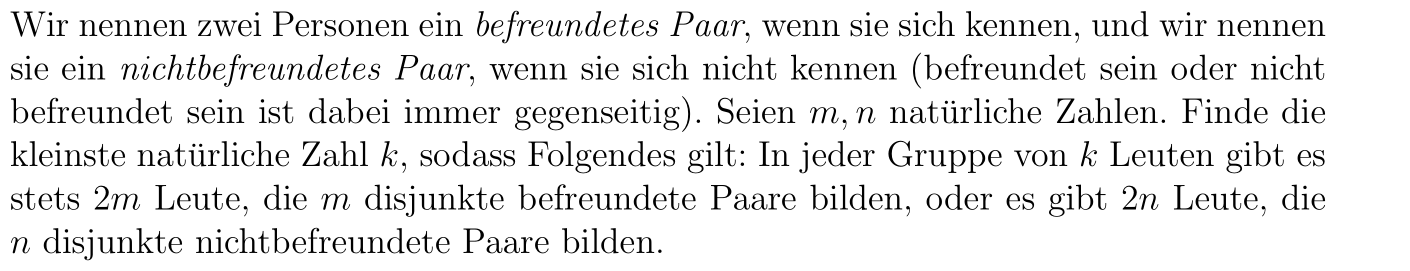 Wir nennen zwei Personen ein befreundetes Paar, wenn sie sich kennen, und wir nennen
sie ein nichtbefreundetes Paar, wenn sie sich nicht kennen (befreundet sein oder nicht
befreundet sein ist dabei immer gegenseitig). Seien m, n natürliche Zahlen. Finde die
kleinste natürliche Zahl k, sodass Folgendes gilt: In jeder Gruppe von k Leuten gibt es
stets 2m Leute, die m disjunkte befreundete Paare bilden, oder es gibt 2n Leute, die
n disjunkte nichtbefreundete Paare bilden.